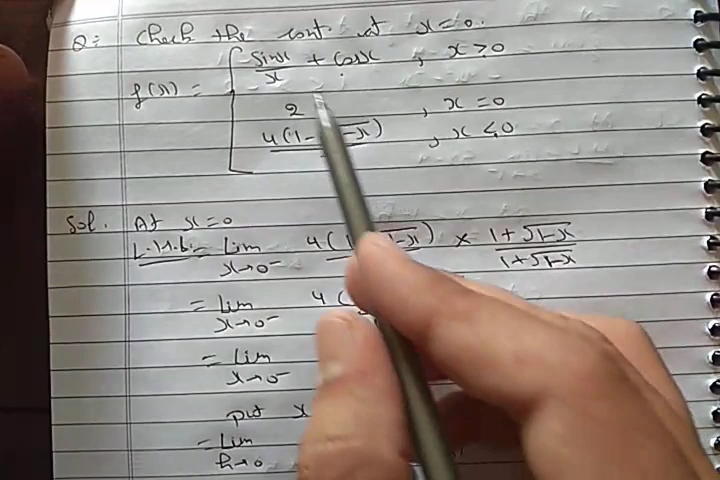 Q:- Check the cont. at x=0.
f(x) = { sinx/x + cosx , x>0
2 , x=0
4(1- -x) , x<0
Sol. At x=0
L.H.L = lim x→0⁻ 4( 1-x) × 1+√1-x / 1+√1-x
= lim x→0⁻ 4(
= lim x→0⁻
put x
= lim h→0